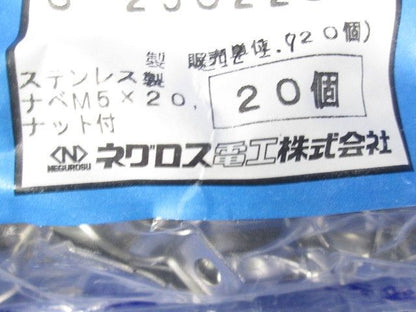 製 販売単位.(20個)
ステンレス製
ナベM5×20,
ナット付
20個
NEGUROSU ネグロス電工株式会社